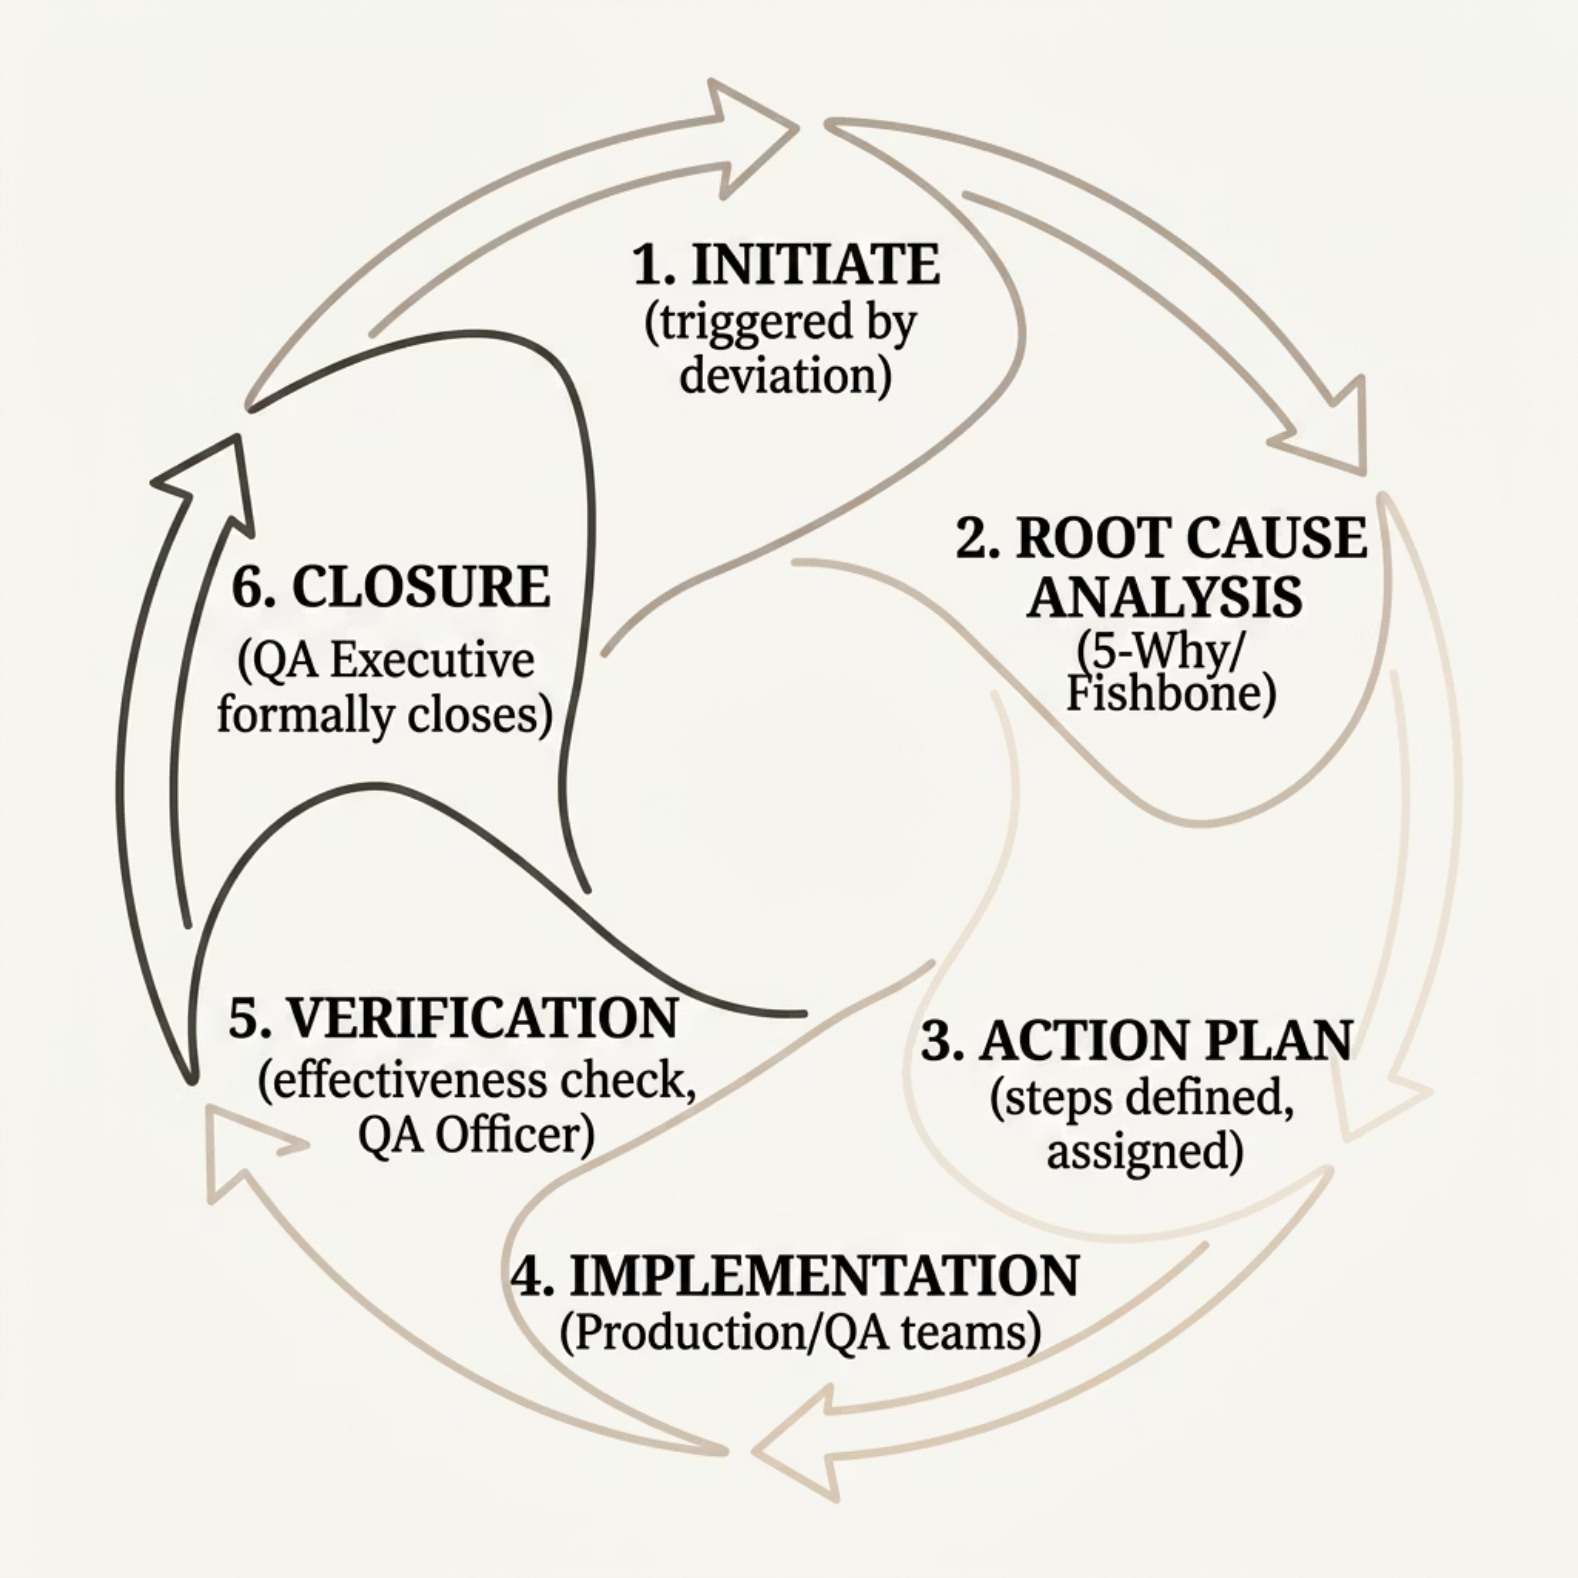 1. INITIATE
(triggered by
deviation)
2. ROOT CAUSE
ANALYSIS
(5-Why/
Fishbone)
3. ACTION PLAN
(steps defined,
assigned)
4. IMPLEMENTATION
(Production/QA teams)
5. VERIFICATION
(effectiveness check,
QA Officer)
6. CLOSURE
(QA Executive
formally closes)